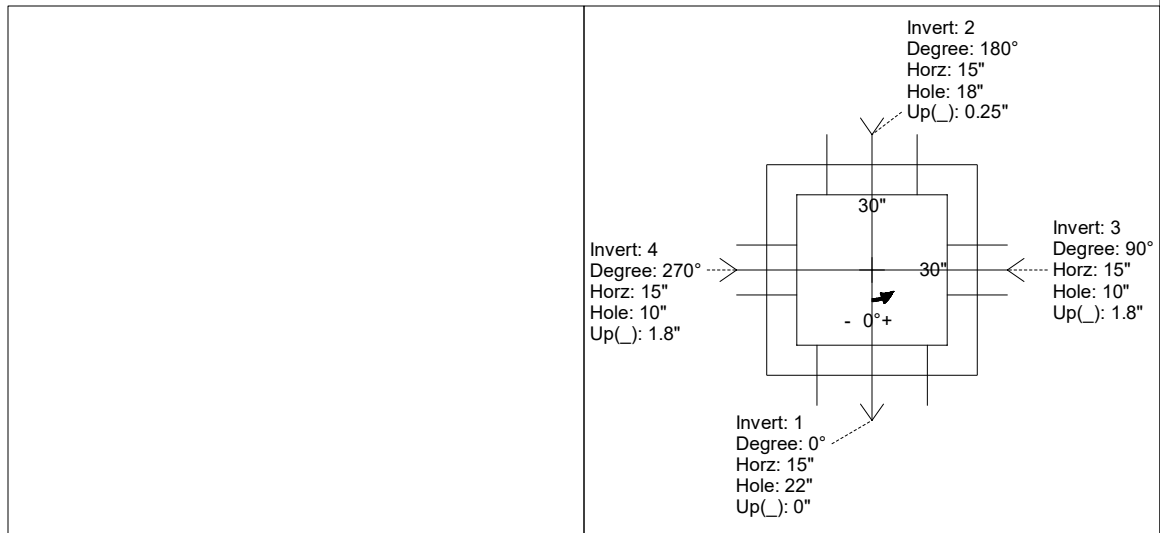 Invert: 2
Degree: 180°
Horz: 15"
Hole: 18"
Up(_): 0.25"
30"
Invert: 3
Degree: 90°
Horz: 15"
Hole: 10"
Up(_): 1.8"
Invert: 4
Degree: 270°
Horz: 15"
Hole: 10"
Up(_): 1.8"
30"
- 0°+
Invert: 1
Degree: 0°
Horz: 15"
Hole: 22"
Up(_): 0"